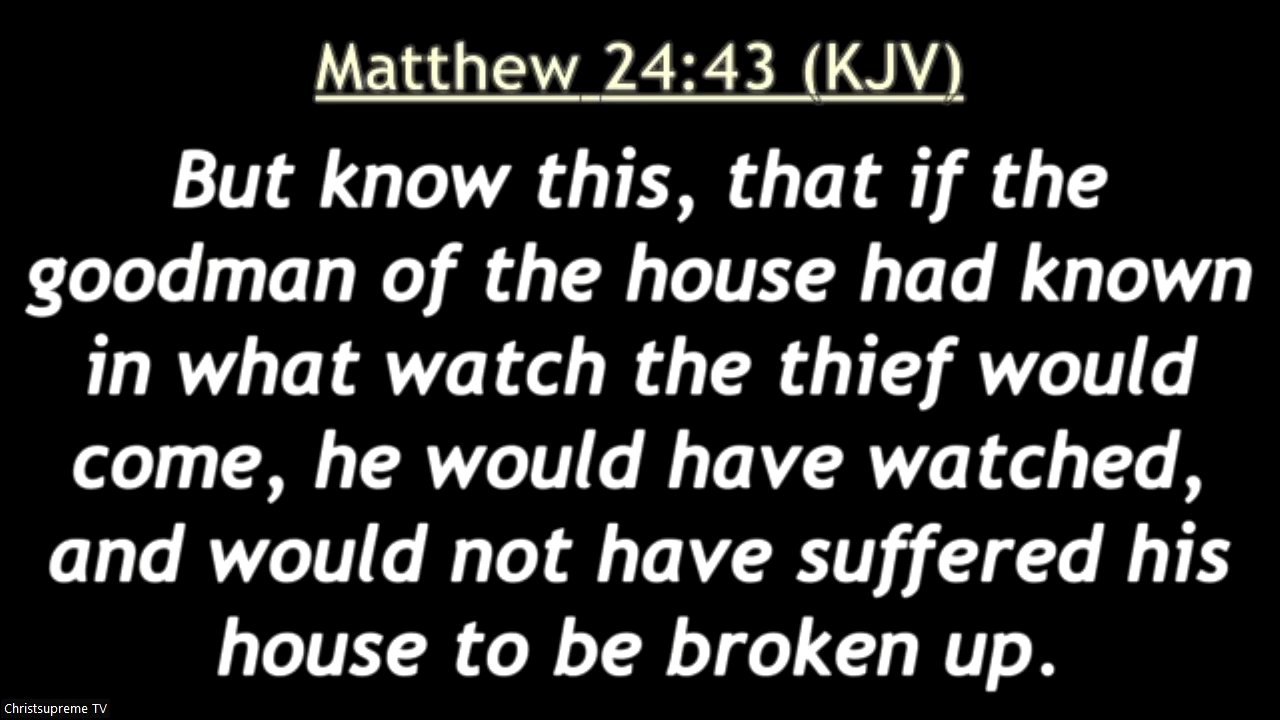 Matthew 24:43 (KJV)
But know this, that if the
goodman of the house had known
in what watch the thief would
come, he would have watched,
and would not have suffered his
house to be broken up.
Christsupreme TV